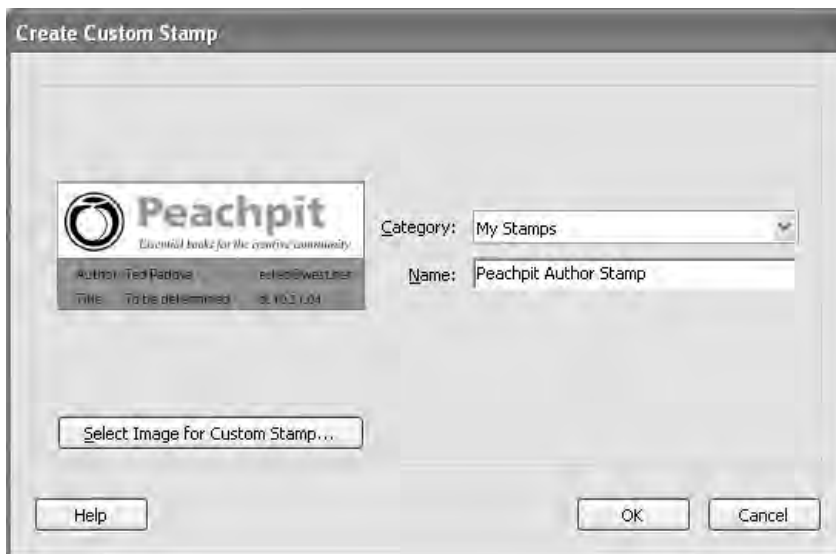 Create Custom Stamp
Peachpit
Essential books for the creative community
Author: Ted Padova
Title: To be determined
Category: My Stamps
Name: Peachpit Author Stamp
Select Image for Custom Stamp...
Help
OK
Cancel